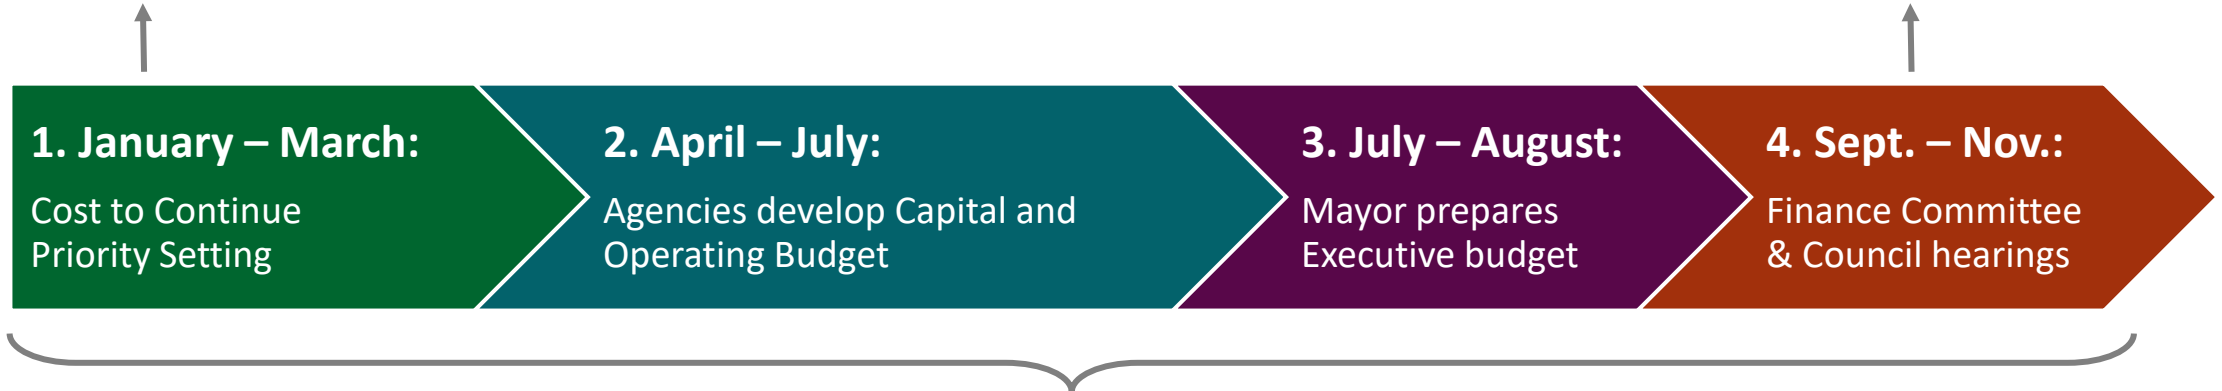 1. January – March:
Cost to Continue
Priority Setting
2. April – July:
Agencies develop Capital and
Operating Budget
3. July – August:
Mayor prepares
Executive budget
4. Sept. – Nov.:
Finance Committee
& Council hearings